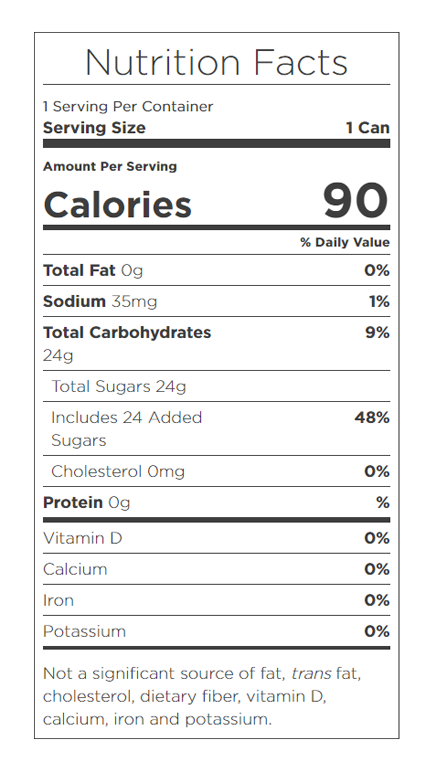 Nutrition Facts
1 Serving Per Container
Serving Size 1 Can
Amount Per Serving
Calories 90
% Daily Value
Total Fat 0g 0%
Sodium 35mg 1%
Total Carbohydrates 9%
24g
Total Sugars 24g
Includes 24 Added 48%
Sugars
Cholesterol 0mg 0%
Protein 0g %
Vitamin D 0%
Calcium 0%
Iron 0%
Potassium 0%
Not a significant source of fat, trans fat,
cholesterol, dietary fiber, vitamin D,
calcium, iron and potassium.